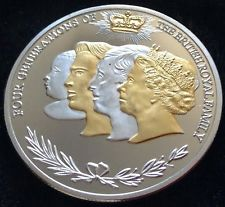 FOUR GENERATIONS OF
THE BRITISH ROYAL FAMILY